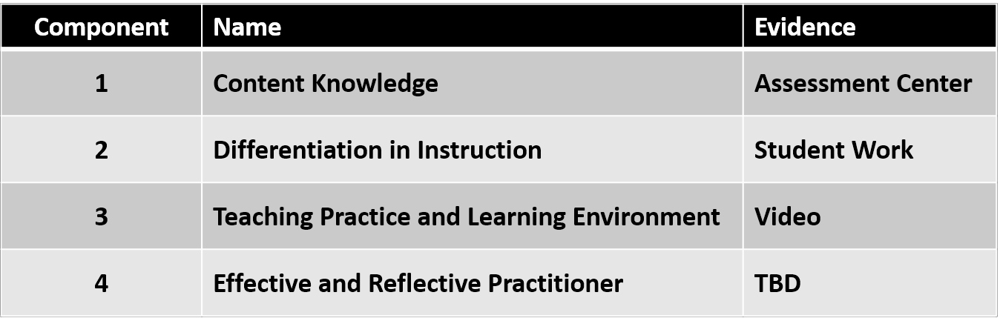 Component Name Evidence
1 Content Knowledge Assessment Center
2 Differentiation in Instruction Student Work
3 Teaching Practice and Learning Environment Video
4 Effective and Reflective Practitioner TBD